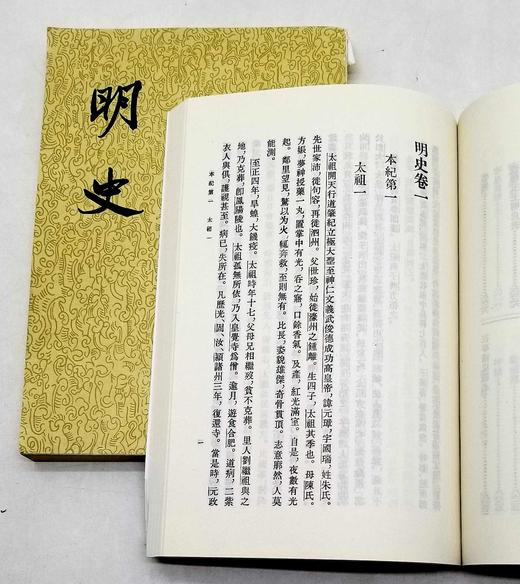 明史
明史卷一
本紀第一
太祖一
太祖開天行道肇紀立極大聖至神仁文義武俊德成功高皇帝，諱元璋，字國瑞，姓朱氏。
先世家沛，徙句容，再徙泗州。父世珍，始徙濠州之鍾離。生四子，太祖其季也。母陳氏。
方娠，夢神授藥一丸，置掌中有光，吞之寤，口餘香氣。及產，紅光滿室。自是，夜數有光
起。鄰里望見，驚以為火，輒奔救，至則無有。比長，姿貌雄傑，奇骨貫頂。志意廓然，人莫
能測。
至正四年，旱蝗，大饑疫。太祖時年十七，父母兄相繼歿，貧不克葬。里人劉繼祖與之
地，乃克葬，即鳳陽陵也。太祖孤無所依，乃入皇覺寺為僧。逾月，遊食合肥。道病，二紫
衣人與俱，護視甚至。病已，失所在。凡歷光、固、汝、潁諸州三年，復還寺。當是時，元政
本紀第一　太祖一
一